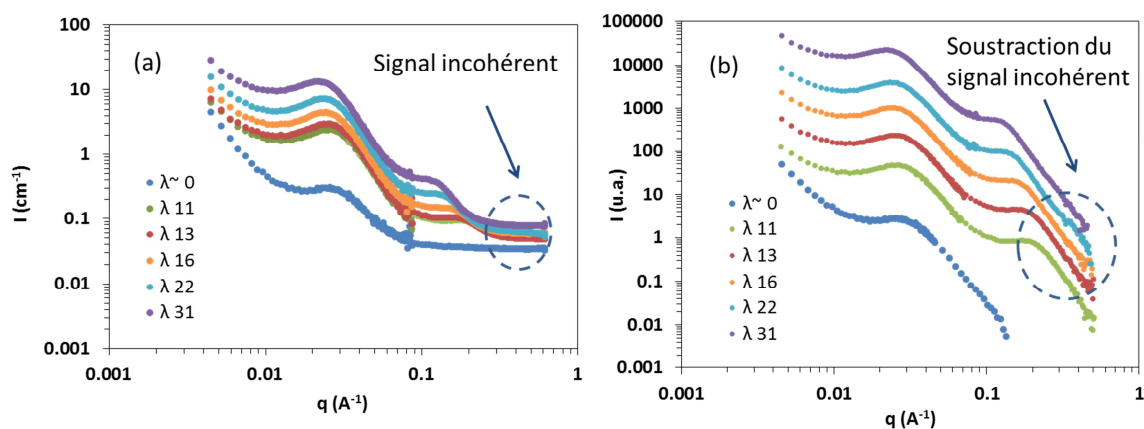 (a)
Signal incohérent
I (cm⁻¹)
100
10
1
0.1
0.01
0.001
λ~ 0
λ 11
λ 13
λ 16
λ 22
λ 31
0.001
0.01
0.1
1
q (A⁻¹)
(b)
Soustraction du
signal incohérent
I (u.a.)
100000
10000
1000
100
10
1
0.1
0.01
0.001
λ~ 0
λ 11
λ 13
λ 16
λ 22
λ 31
0.001
0.01
0.1
1
q (A⁻¹)